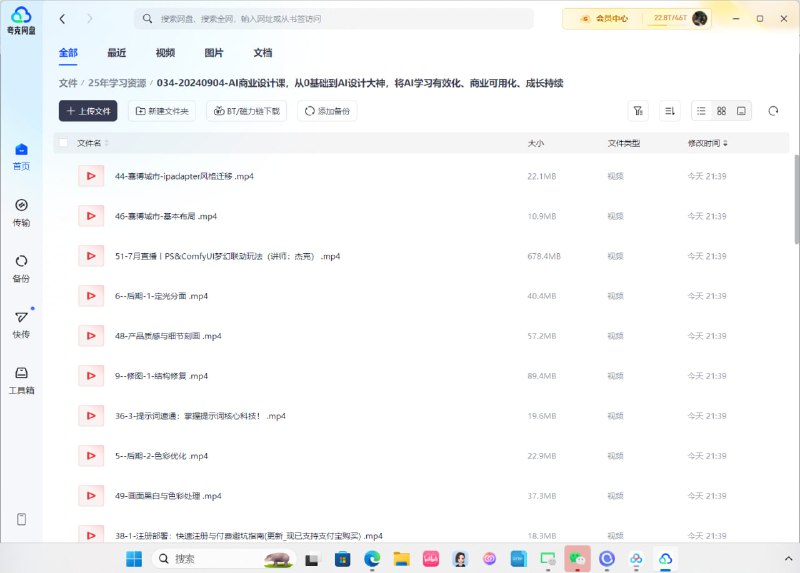 夸克网盘
搜索网盘、搜索全网，输入网址或从书签访问
会员中心
22.8T/46T
全部 最近 视频 图片 文档
文件 / 25年学习资源 / 034-20240904-AI商业设计课，从0基础到AI设计大神，将AI学习有效化、商业可用化、成长持续
上传文件 新建文件夹 BT/磁力链下载 添加备份
文件名 大小 文件类型 修改时间
44-赛博城市-ipadapter风格迁移 .mp4 22.1MB 视频 今天 21:39
46-赛博城市-基本布局 .mp4 10.9MB 视频 今天 21:39
51-7月直播丨PS&ComfyUI梦幻联动玩法（讲师：杰克） .mp4 678.4MB 视频 今天 21:39
6--后期-1-定光分面 .mp4 40.4MB 视频 今天 21:39
48-产品质感与细节刻画 .mp4 57.2MB 视频 今天 21:39
9--修图-1-结构修复 .mp4 89.4MB 视频 今天 21:39
36-3-提示词速通：掌握提示词核心科技！ .mp4 19.6MB 视频 今天 21:39
5--后期-2-色彩优化 .mp4 22.9MB 视频 今天 21:39
49-画面黑白与色彩处理 .mp4 37.3MB 视频 今天 21:39
38-1-注册部署：快速注册与付费避坑指南(更新_现已支持支付宝购买) .mp4 18.3MB 视频 今天 21:39
首页
传输
备份
快传
工具箱
搜索